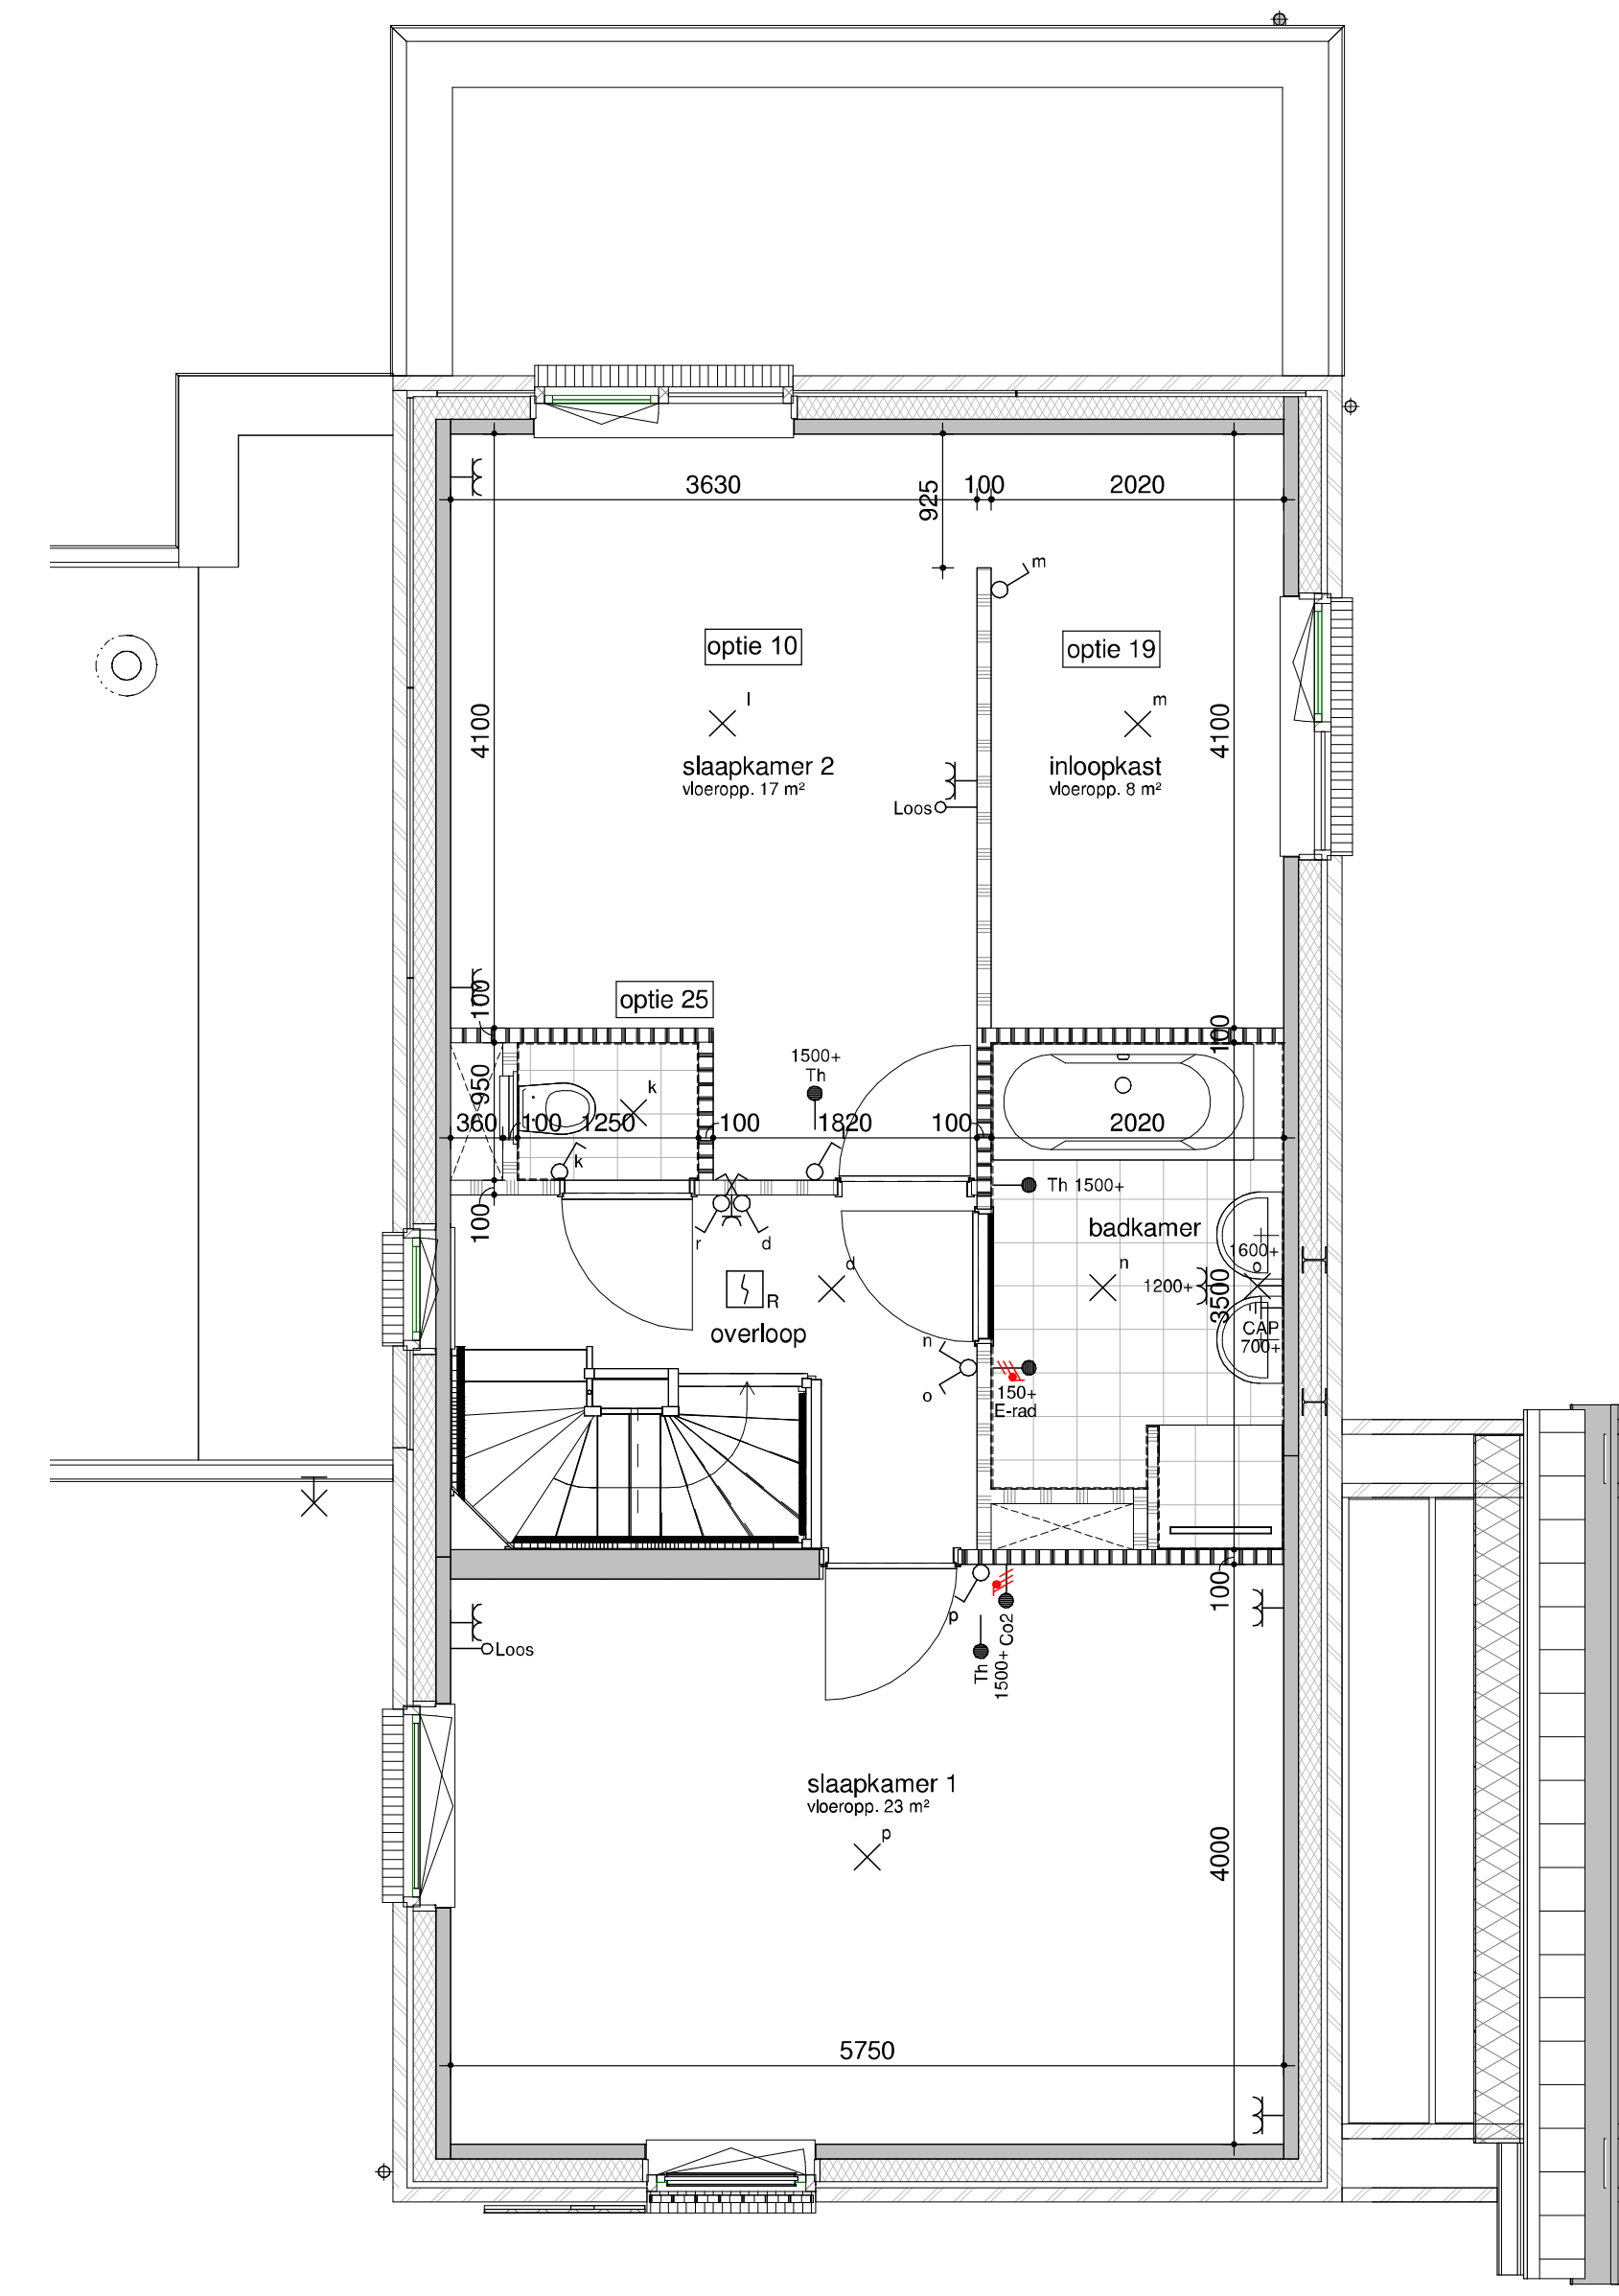 3630
100
2020
925
m
optie 10
optie 19
l
m
4100
4100
slaapkamer 2
vloeropp. 17 m²
inloopkast
vloeropp. 8 m²
Loos
100
optie 25
100
1500+
Th
950
k
360
100
1250
100
1820
100
2020
k
Th 1500+
100
r
d
badkamer
1600+
o
d
n
1200+
3500
R
overloop
CAP
700+
n
o
150+
E-rad
100
p
Th
1500+ Co2
Loos
slaapkamer 1
vloeropp. 23 m²
p
4000
5750